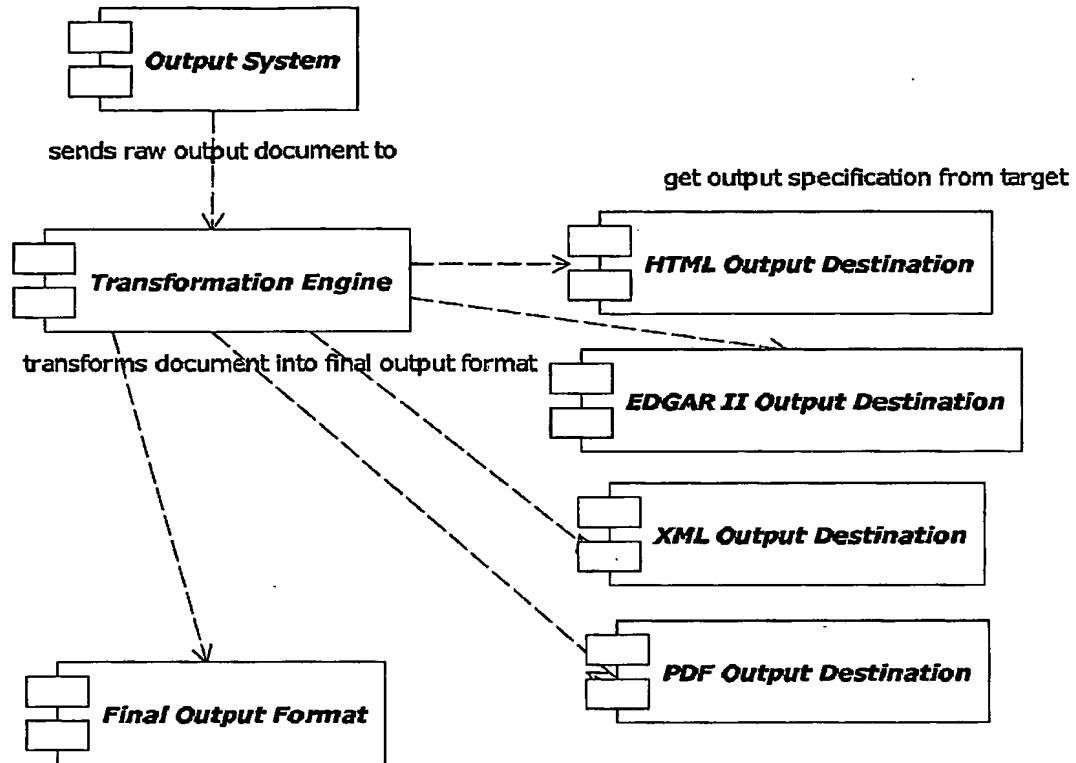 Output System
sends raw output document to
get output specification from target
HTML Output Destination
Transformation Engine
transforms document into final output format
EDGAR II Output Destination
XML Output Destination
PDF Output Destination
Final Output Format